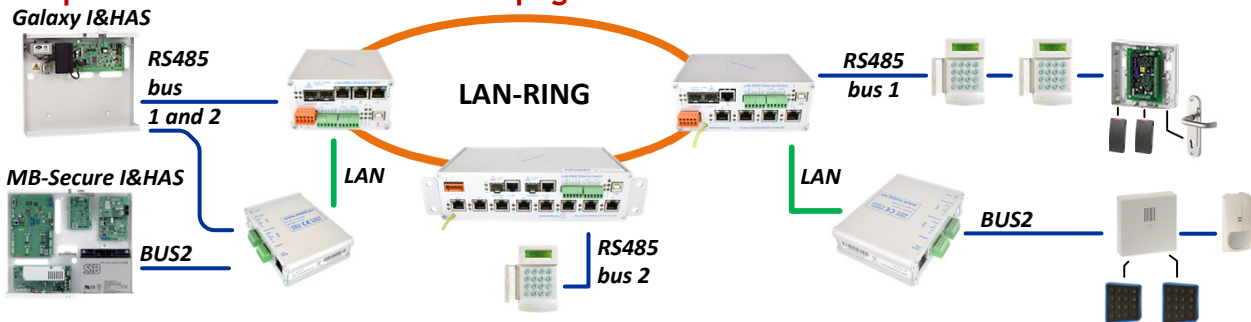 Galaxy I&HAS
RS485
bus
1 and 2
LAN-RING
RS485
bus 1
MB-Secure I&HAS
LAN
LAN
BUS2
RS485
bus 2
BUS2